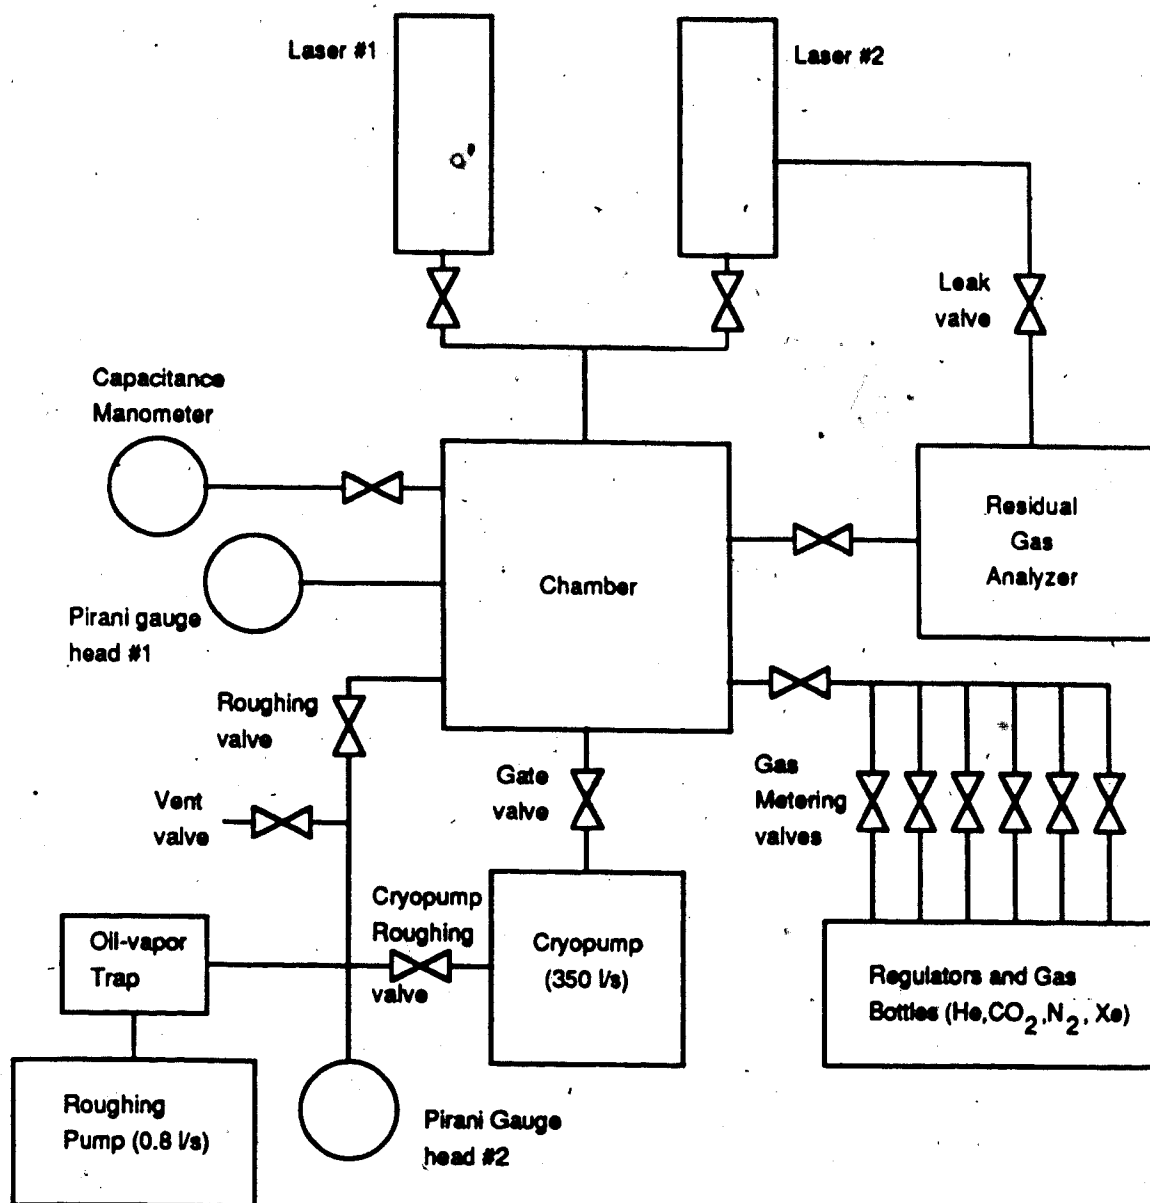 Laser #1
Laser #2
Leak
valve
Capacitance
Manometer
Residual
Gas
Analyzer
Chamber
Pirani gauge
head #1
Roughing
valve
Gate
valve
Gas
Metering
valves
Vent
valve
Cryopump
Roughing
valve
Oil-vapor
Trap
Cryopump
(350 l/s)
Regulators and Gas
Bottles (He,CO2,N2, Xe)
Roughing
Pump (0.8 l/s)
Pirani Gauge
head #2